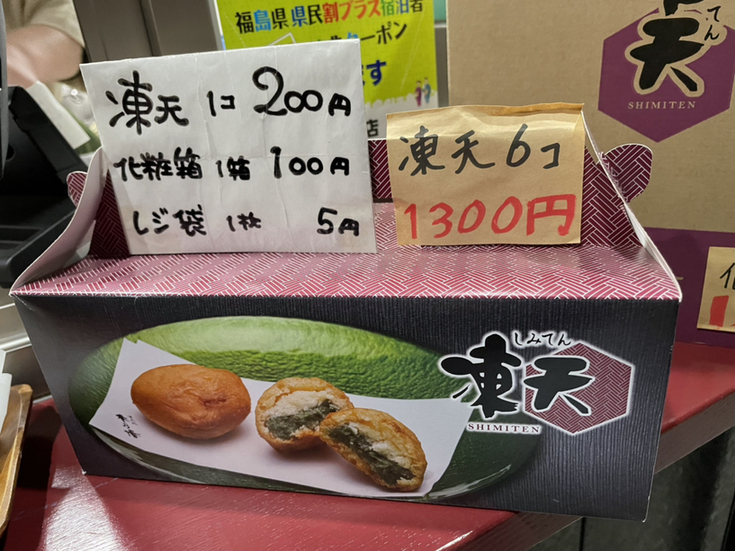 福島県 県民割プラス宿泊者
クーポン
ます
店
凍天 1コ 200円
化粧箱 1箱 100円
レジ袋 1枚 5円
凍天 6コ
1300円
てん
天
SHIMITEN
しみてん
凍天
SHIMITEN